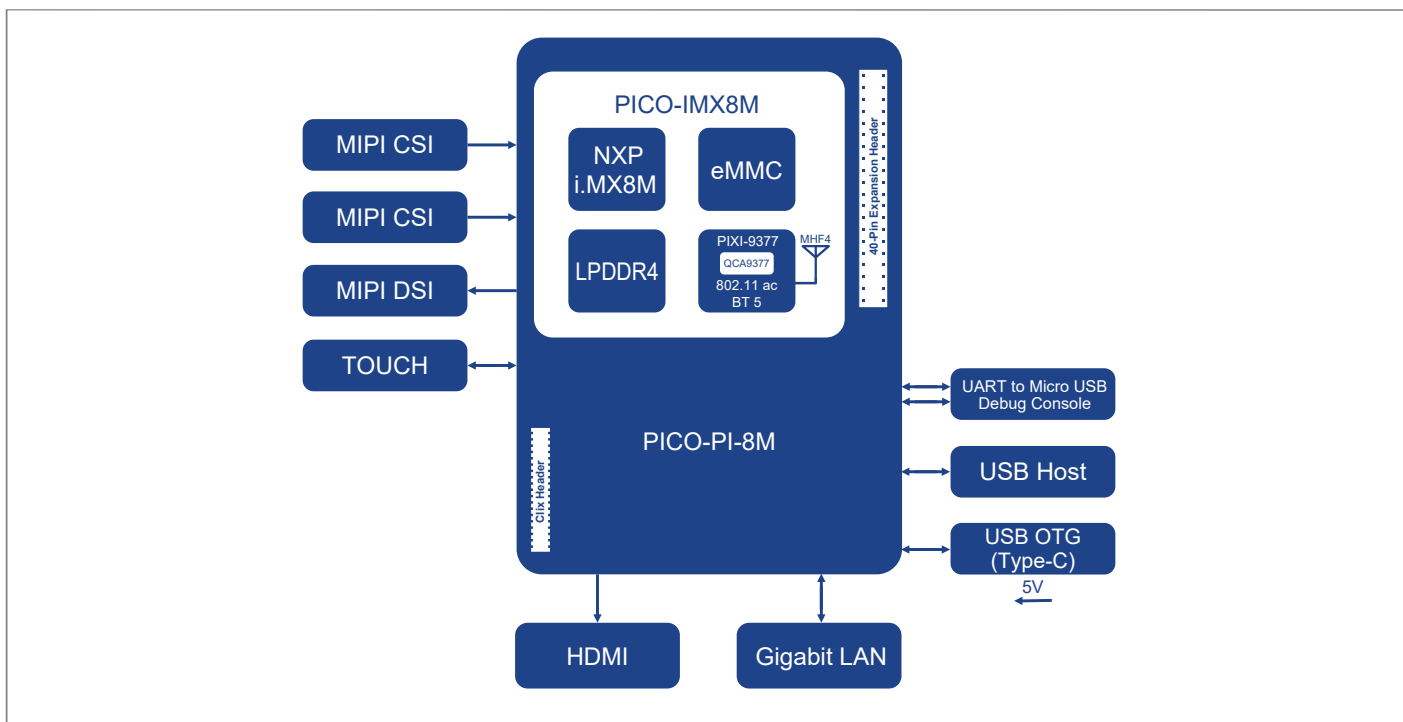 PICO-IMX8M
NXP
i.MX8M
eMMC
LPDDR4
PIXI-9377
QCA9377
802.11 ac
BT 5
MHF4
40-Pin Expansion Header
MIPI CSI
MIPI CSI
MIPI DSI
TOUCH
PICO-PI-8M
Clix Header
UART to Micro USB
Debug Console
USB Host
USB OTG
(Type-C)
5V
HDMI
Gigabit LAN